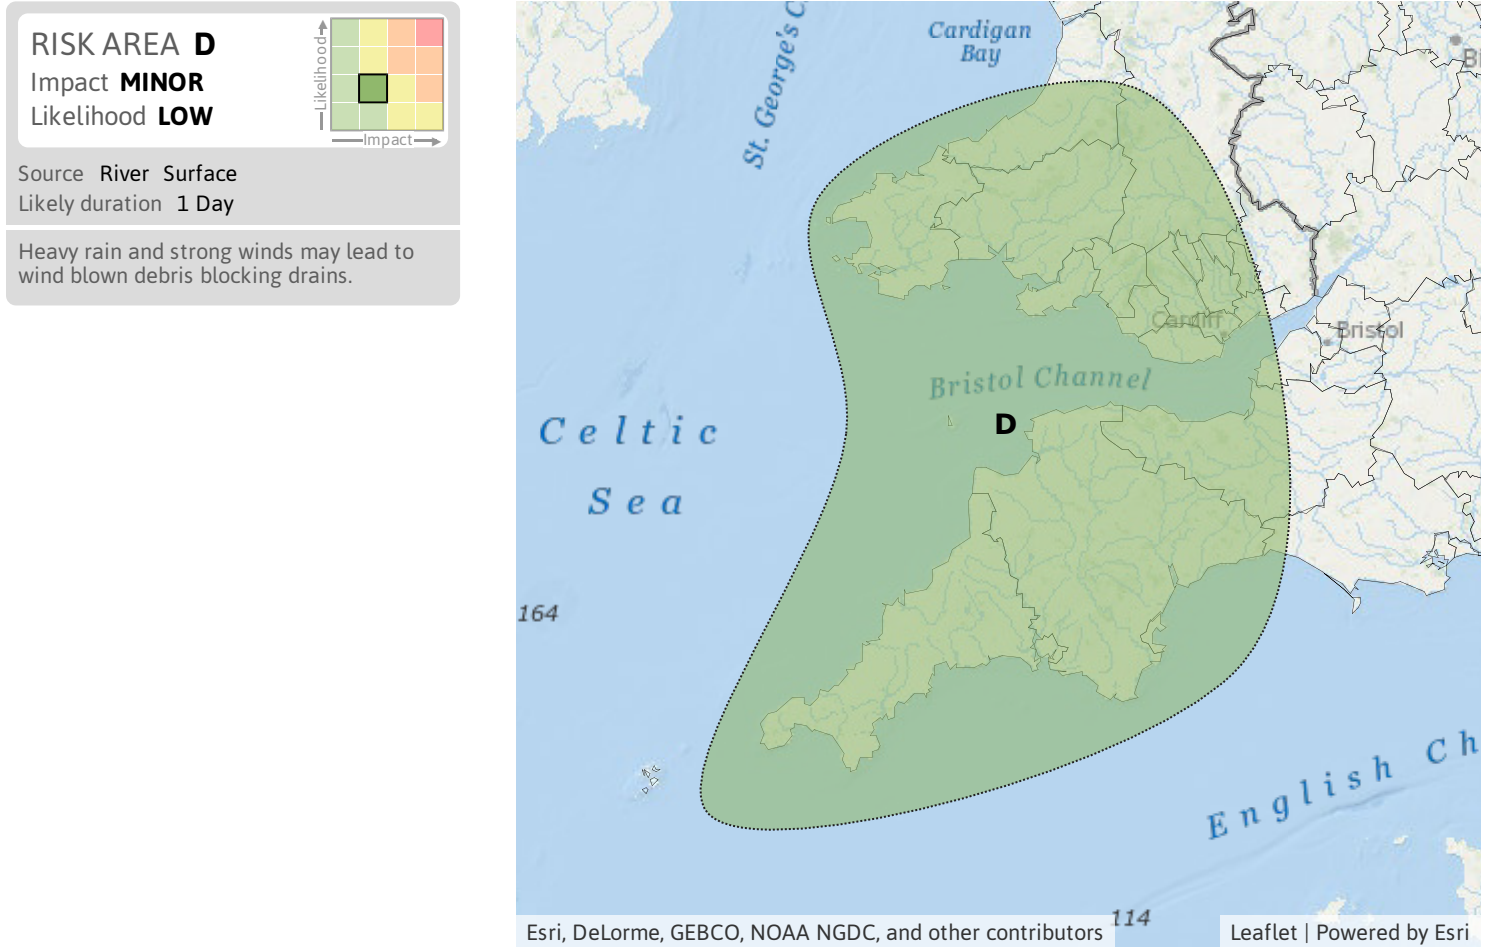 RISK AREA D
Impact MINOR
Likelihood LOW
Likelihood
Impact
Source River Surface
Likely duration 1 Day
Heavy rain and strong winds may lead to
wind blown debris blocking drains.
St. George's C
Cardigan
Bay
Bi
Cardiff
Bristol
Bristol Channel
D
Celtic
Sea
164
English Ch
114
Esri, DeLorme, GEBCO, NOAA NGDC, and other contributors
Leaflet | Powered by Esri